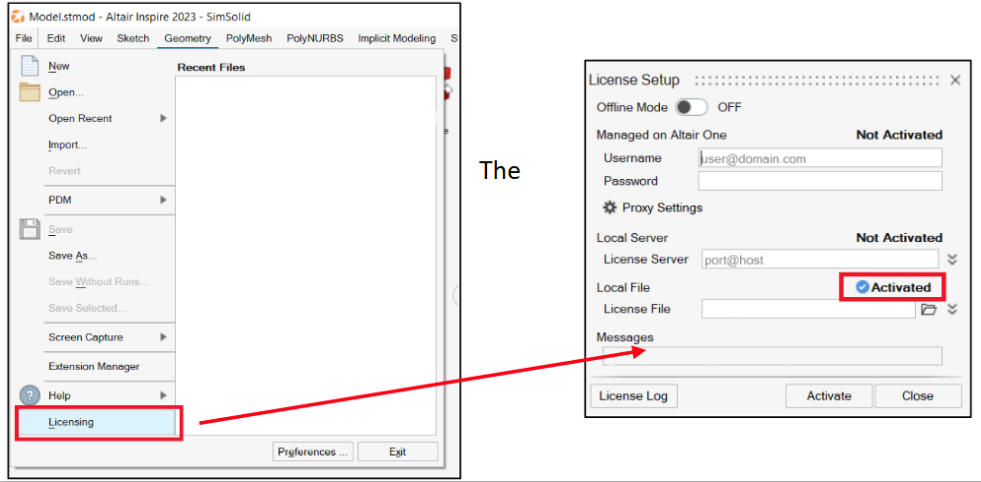 Model.stmod - Altair Inspire 2023 - SimSolid
File Edit View Sketch Geometry PolyMesh PolyNURBS Implicit Modeling S
New
Recent Files
Open...
Open Recent
Import...
Revert
PDM
Save
Save As...
Save Without Runs...
Save Selected...
Screen Capture
Extension Manager
? Help
Licensing
Preferences ... Exit
The
License Setup
Offline Mode OFF
Managed on Altair One Not Activated
Username user@domain.com
Password
Proxy Settings
Local Server Not Activated
License Server port@host
Local File Activated
License File
Messages
License Log Activate Close